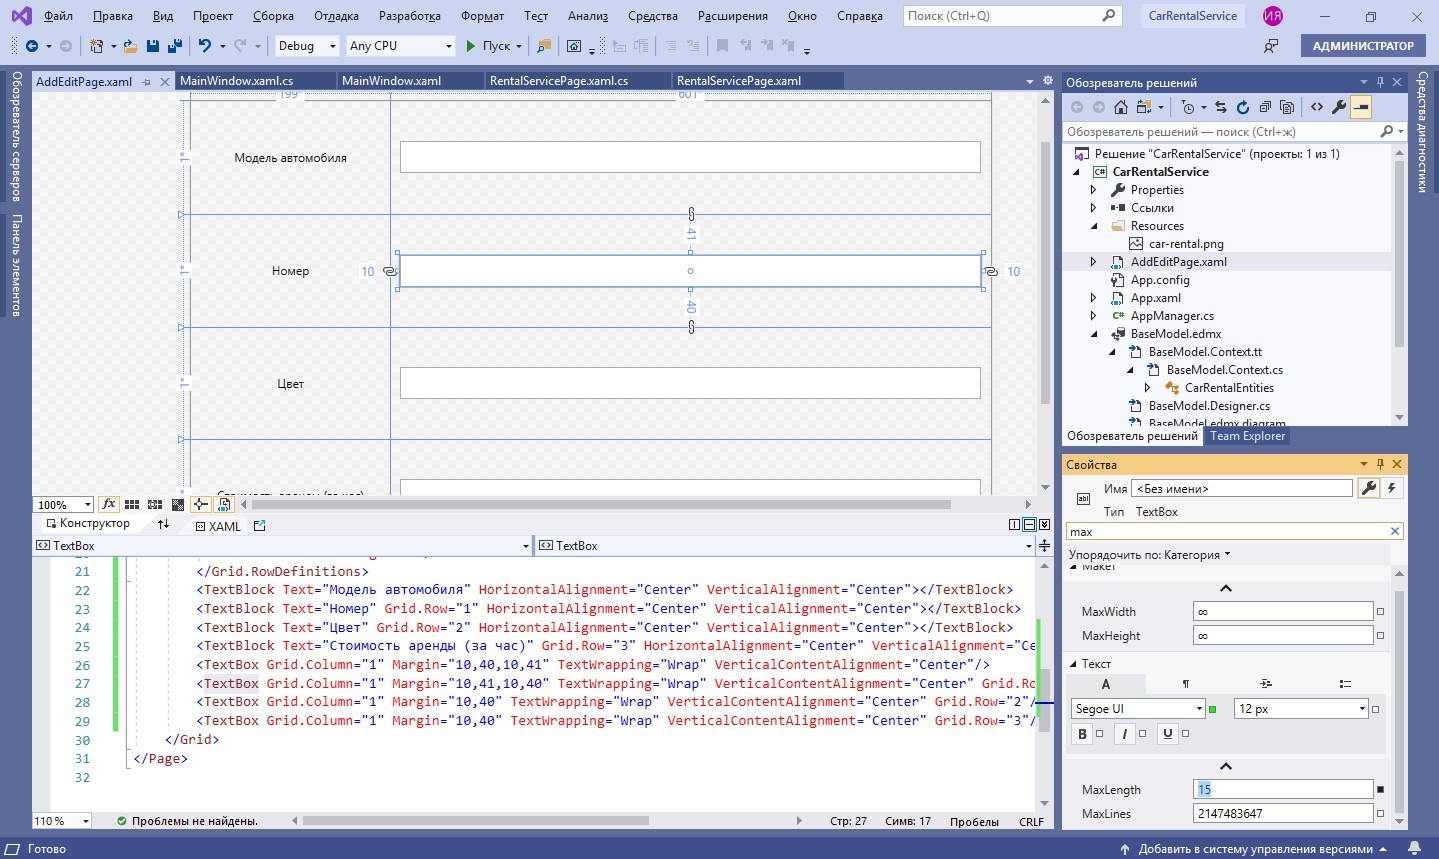 Файл Правка Вид Проект Сборка Отладка Разработка Формат Тест Анализ Средства Расширения Окно Справка Поиск (Ctrl+Q) CarRentalService ИЯ
Debug Any CPU Пуск АДМИНИСТРАТОР
Обозреватель серверов
Панель элементов
AddEditPage.xaml MainWindow.xaml.cs MainWindow.xaml RentalServicePage.xaml.cs RentalServicePage.xaml
199* 601*
1*
Модель автомобиля
41
1*
Номер 10 10
40
1*
Цвет
Стоимость аренды (за час)
100% fx
Конструктор XAML
TextBox TextBox
21 </Grid.RowDefinitions>
22 <TextBlock Text="Модель автомобиля" HorizontalAlignment="Center" VerticalAlignment="Center"></TextBlock>
23 <TextBlock Text="Номер" Grid.Row="1" HorizontalAlignment="Center" VerticalAlignment="Center"></TextBlock>
24 <TextBlock Text="Цвет" Grid.Row="2" HorizontalAlignment="Center" VerticalAlignment="Center"></TextBlock>
25 <TextBlock Text="Стоимость аренды (за час)" Grid.Row="3" HorizontalAlignment="Center" VerticalAlignment="Ce
26 <TextBox Grid.Column="1" Margin="10,40,10,41" TextWrapping="Wrap" VerticalContentAlignment="Center"/>
27 <TextBox Grid.Column="1" Margin="10,41,10,40" TextWrapping="Wrap" VerticalContentAlignment="Center" Grid.Ro
28 <TextBox Grid.Column="1" Margin="10,40" TextWrapping="Wrap" VerticalContentAlignment="Center" Grid.Row="2"/
29 <TextBox Grid.Column="1" Margin="10,40" TextWrapping="Wrap" VerticalContentAlignment="Center" Grid.Row="3"/
30 </Grid>
31 </Page>
32
110 % Проблемы не найдены. Стр: 27 Симв: 17 Пробелы CRLF
Готово Добавить в систему управления версиями
Обозреватель решений
Обозреватель решений — поиск (Ctrl+ж)
Решение "CarRentalService" (проекты: 1 из 1)
CarRentalService
Properties
Ссылки
Resources
car-rental.png
AddEditPage.xaml
App.config
App.xaml
AppManager.cs
BaseModel.edmx
BaseModel.Context.tt
BaseModel.Context.cs
CarRentalEntities
BaseModel.Designer.cs
BaseModel.edmx.diagram
Обозреватель решений Team Explorer
Свойства
Имя <Без имени>
Тип TextBox
max
Упорядочить по: Категория
Макет
MaxWidth ∞
MaxHeight ∞
Текст
A ¶
Segoe UI 12 px
B I U
MaxLength 15
MaxLines 2147483647
Средства диагностики